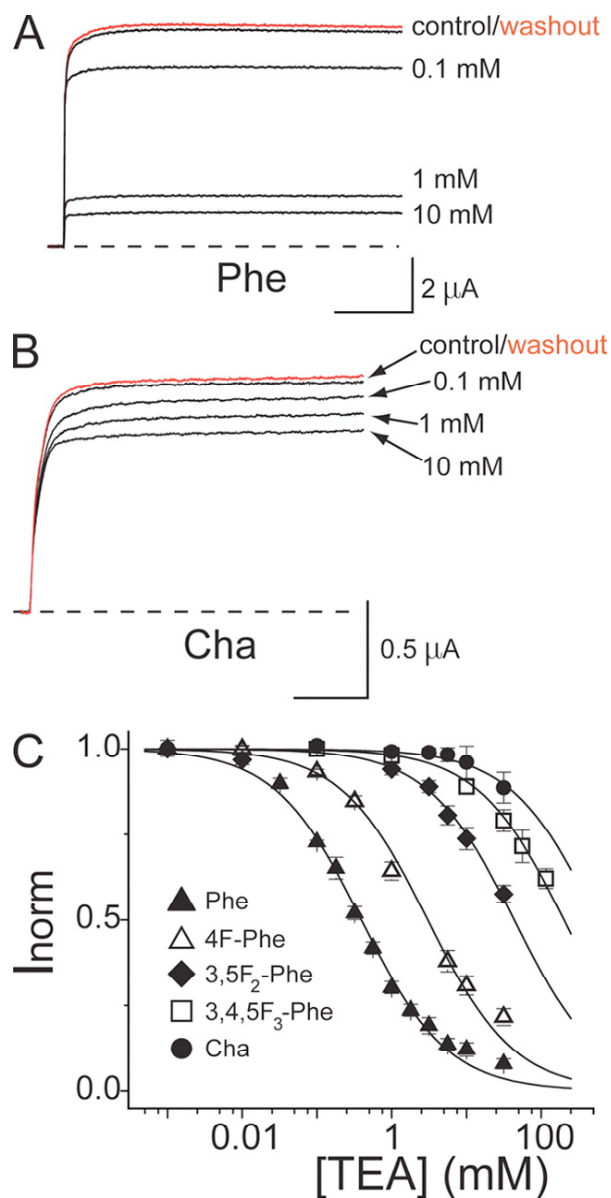 A
control/washout
0.1 mM
1 mM
10 mM
Phe
2 μA
B
control/washout
0.1 mM
1 mM
10 mM
Cha
0.5 μA
C
1.0
0.5
0.0
Inorm
Phe
4F-Phe
3,5F₂-Phe
3,4,5F₃-Phe
Cha
0.01
1
100
[TEA] (mM)